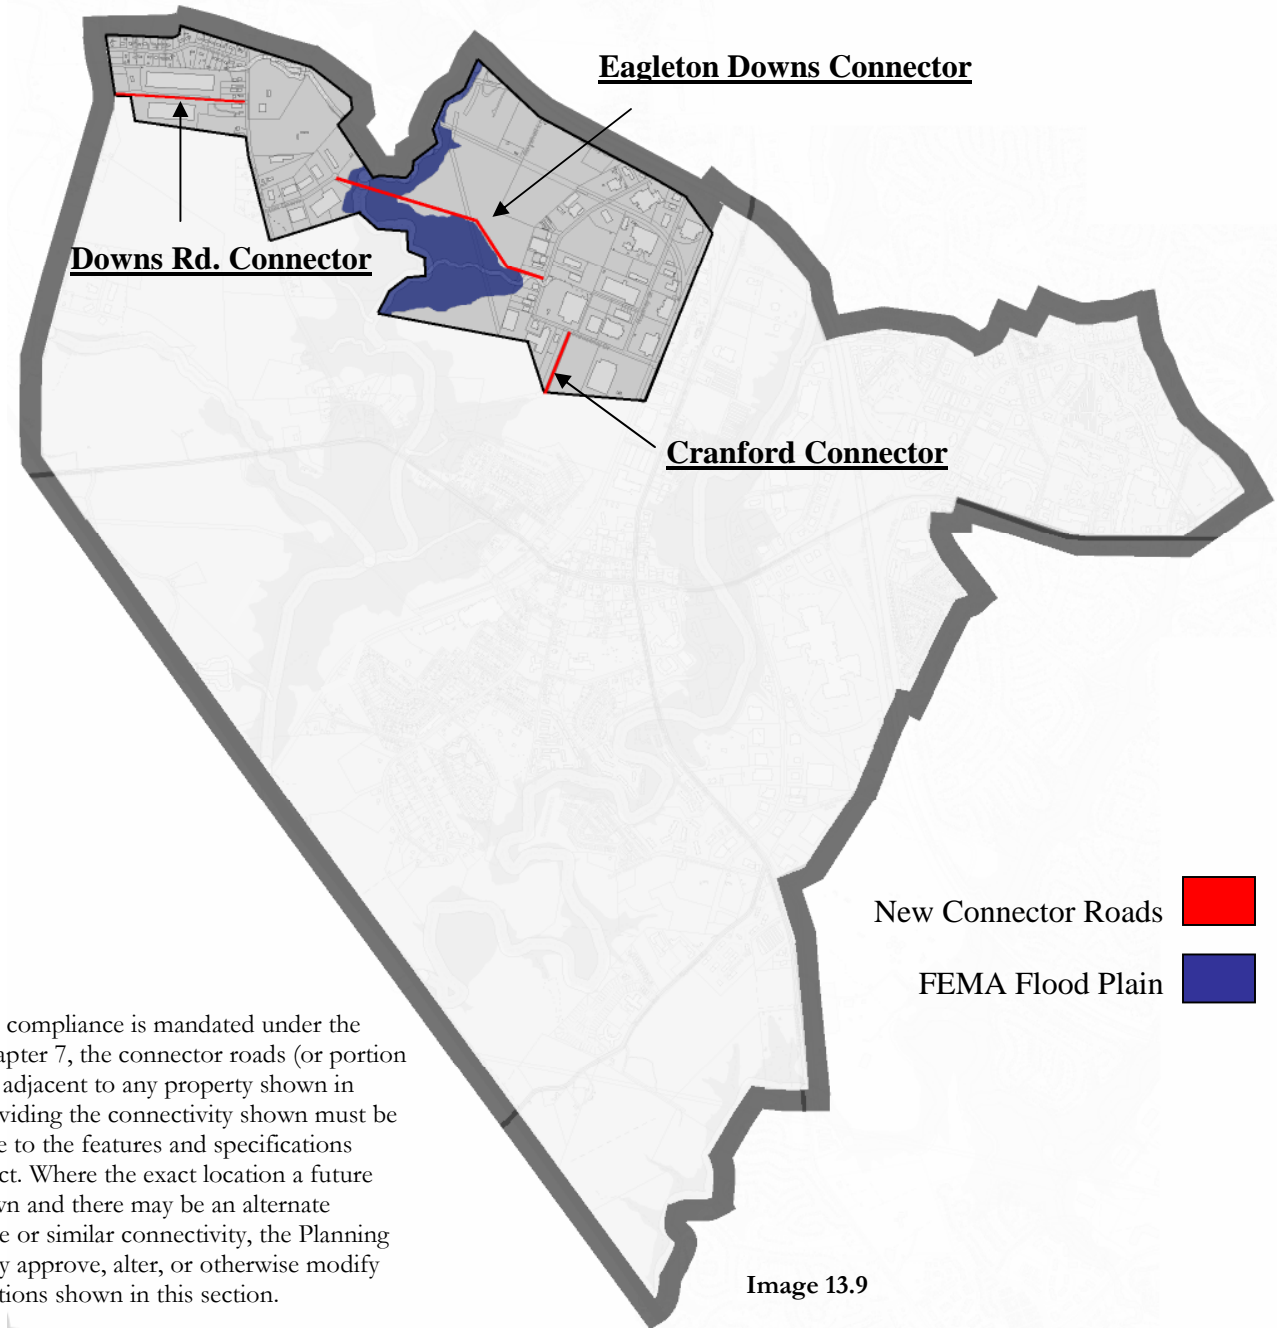 Eagleton Downs Connector
Downs Rd. Connector
Cranford Connector
New Connector Roads
FEMA Flood Plain
compliance is mandated under the
apter 7, the connector roads (or portion
adjacent to any property shown in
viding the connectivity shown must be
e to the features and specifications
ct. Where the exact location a future
wn and there may be an alternate
e or similar connectivity, the Planning
y approve, alter, or otherwise modify
tions shown in this section.
Image 13.9